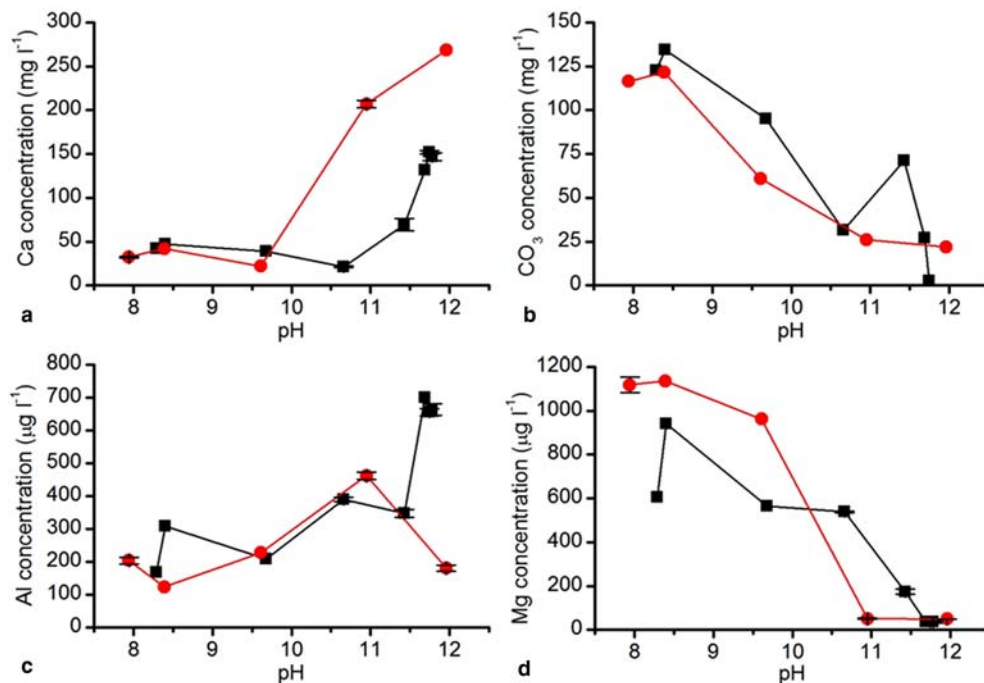 Ca concentration (mg l⁻¹)
300
250
200
150
100
50
0
8 9 10 11 12
pH
a
CO₃ concentration (mg l⁻¹)
150
125
100
75
50
25
0
8 9 10 11 12
pH
b
Al concentration (µg l⁻¹)
800
700
600
500
400
300
200
100
0
8 9 10 11 12
pH
c
Mg concentration (µg l⁻¹)
1200
1000
800
600
400
200
0
8 9 10 11 12
pH
d